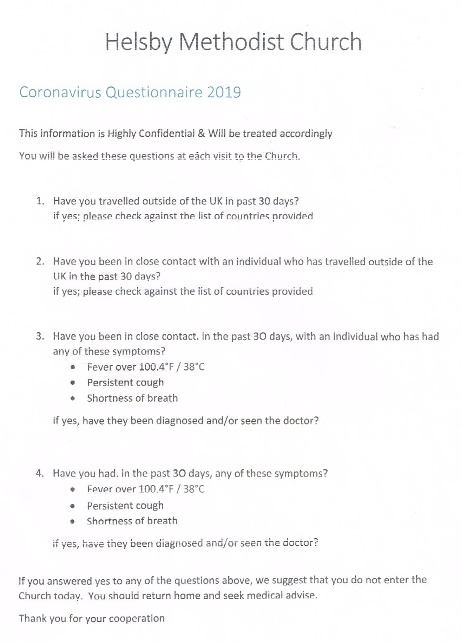 Helsby Methodist Church
Coronavirus Questionnaire 2019
This information is Highly Confidential & Will be treated accordingly
You will be asked these questions at each visit to the Church.
1. Have you travelled outside of the UK in past 30 days?
if yes; please check against the list of countries provided
2. Have you been in close contact with an individual who has travelled outside of the
UK in the past 30 days?
if yes; please check against the list of countries provided
3. Have you been in close contact. in the past 30 days, with an individual who has had
any of these symptoms?
• Fever over 100.4°F / 38°C
• Persistent cough
• Shortness of breath
if yes, have they been diagnosed and/or seen the doctor?
4. Have you had. in the past 30 days, any of these symptoms?
• Fever over 100.4°F / 38°C
• Persistent cough
• Shortness of breath
if yes, have they been diagnosed and/or seen the doctor?
If you answered yes to any of the questions above, we suggest that you do not enter the
Church today. You should return home and seek medical advise.
Thank you for your cooperation